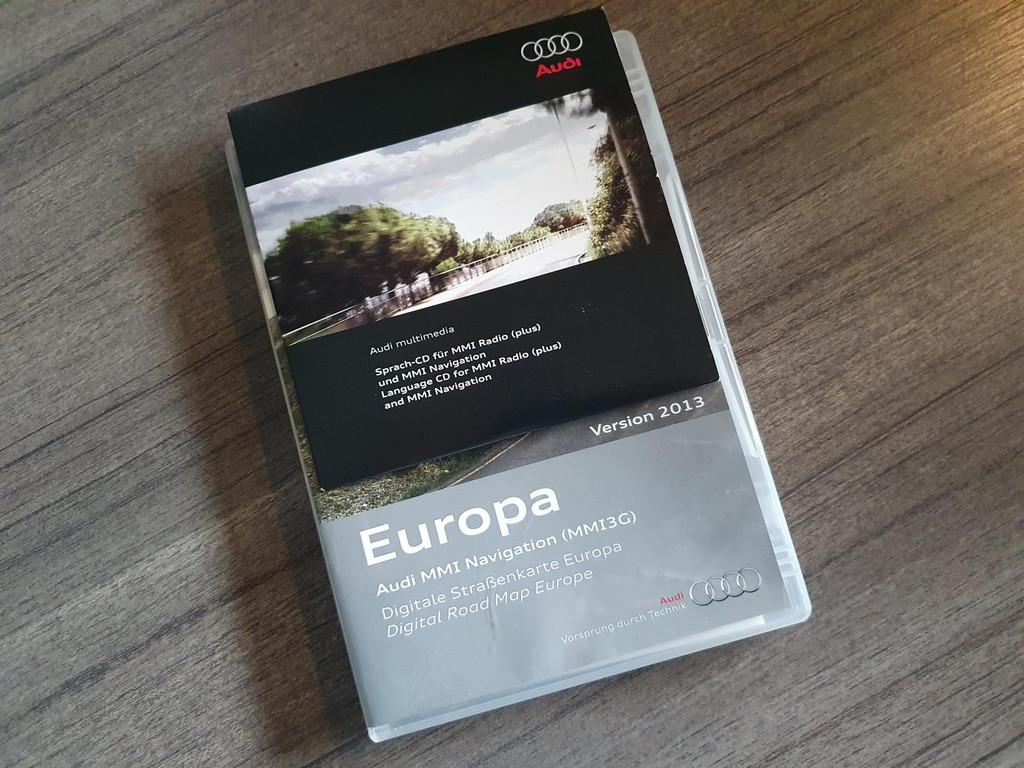 Audi
Audi multimedia
Sprach-CD für MMI Radio (plus)
und MMI Navigation
Language CD for MMI Radio (plus)
and MMI Navigation
Version 2013
Europa
Audi MMI Navigation (MMI3G)
Digitale Straßenkarte Europa
Digital Road Map Europe
Audi
Vorsprung durch Technik